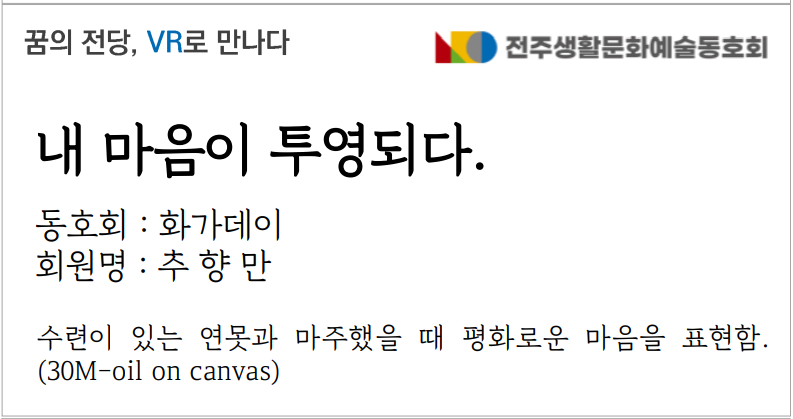 꿈의 전당, VR로 만나다
전주생활문화예술동호회
내 마음이 투영되다.
동호회 : 화가데이
회원명 : 추 향 만
수련이 있는 연못과 마주했을 때 평화로운 마음을 표현함.
(30M-oil on canvas)